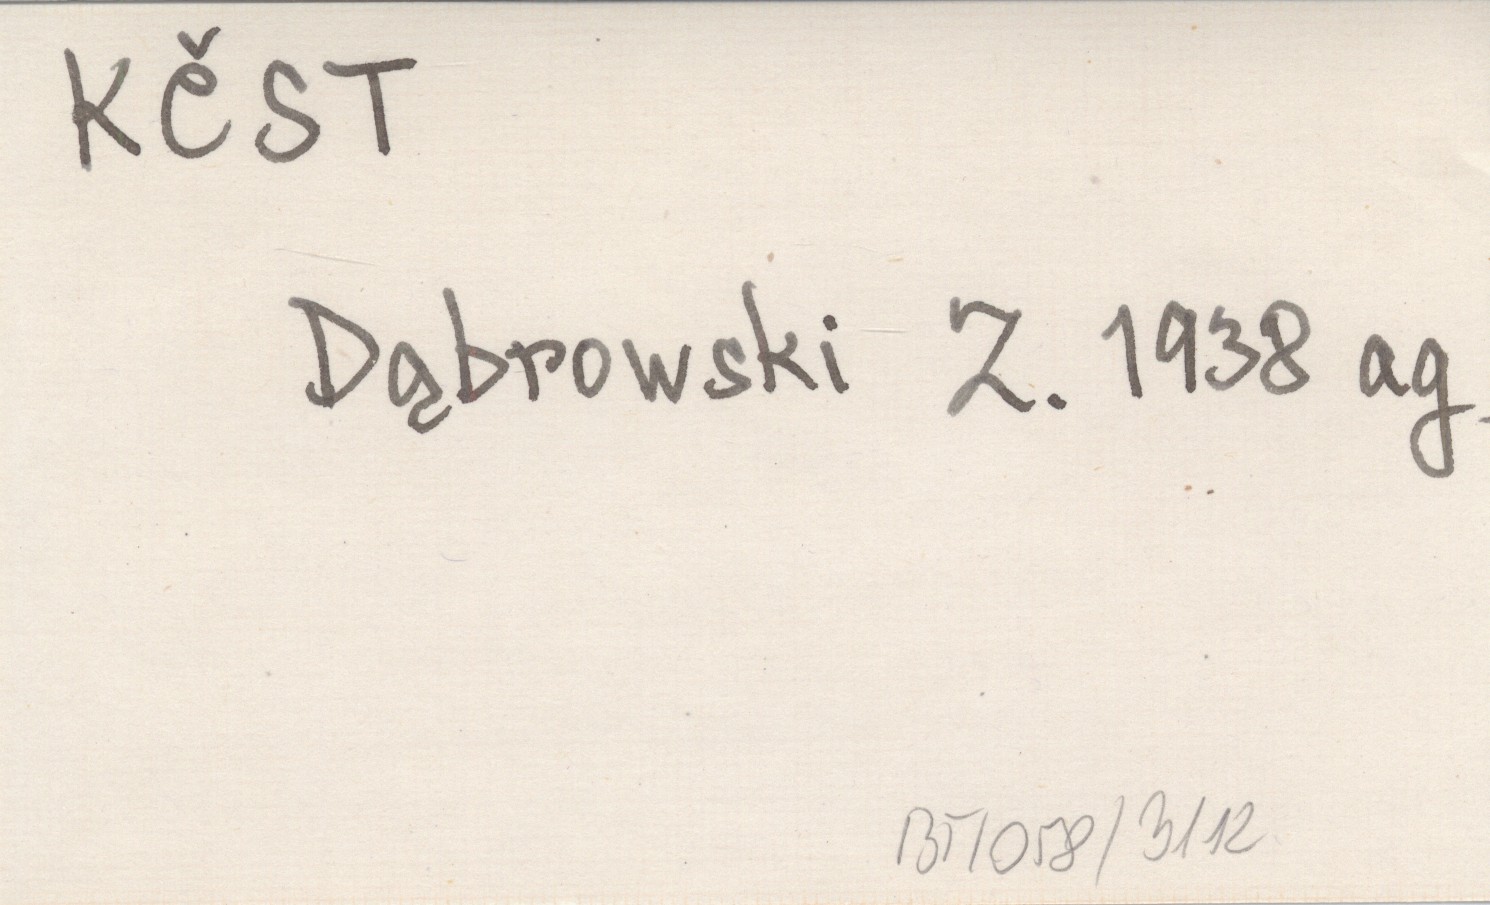 KČST
Dąbrowski Z. 1938 ag.
BT/058/3/12